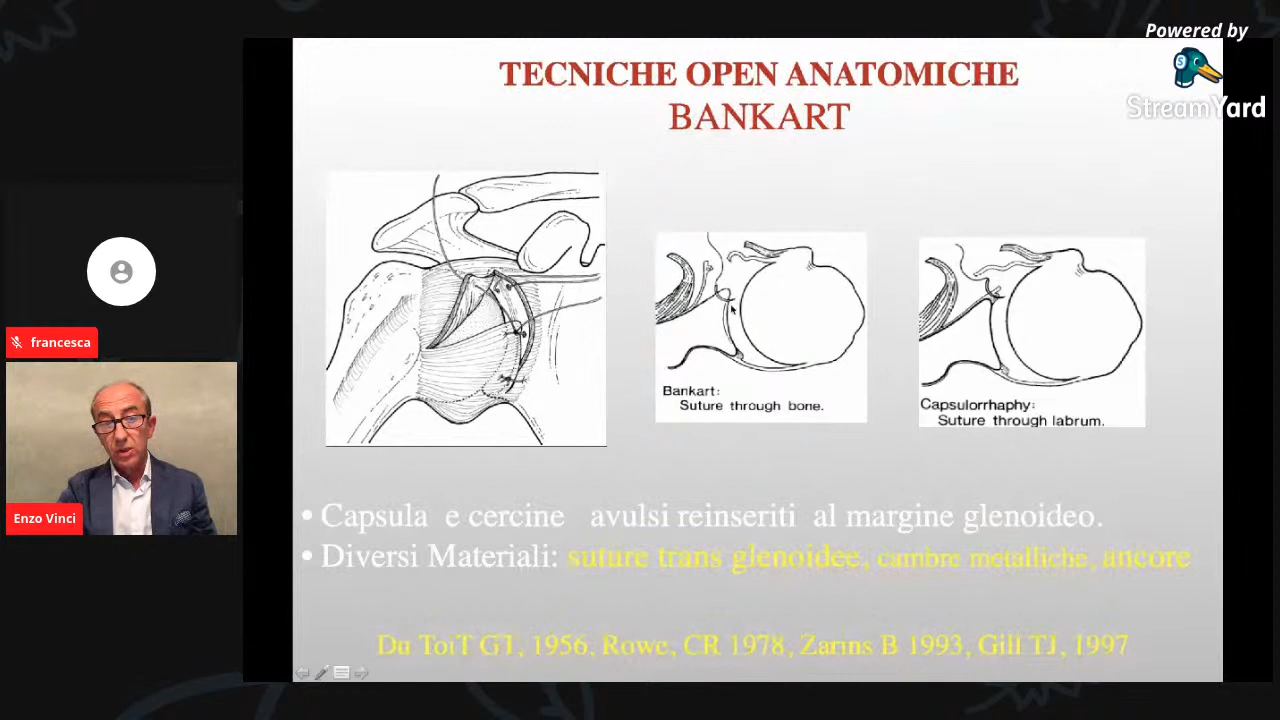 Powered by
StreamYard
TECNICHE OPEN ANATOMICHE
BANKART
Bankart:
Suture through bone.
Capsulorrhaphy:
Suture through labrum.
francesca
Enzo Vinci
• Capsula e cercine avulsi reinseriti al margine glenoideo.
• Diversi Materiali: suture trans glenoidee, cambre metalliche, ancore
Du ToiT GT, 1956, Rowe, CR 1978, Zarins B 1993, Gill TJ, 1997